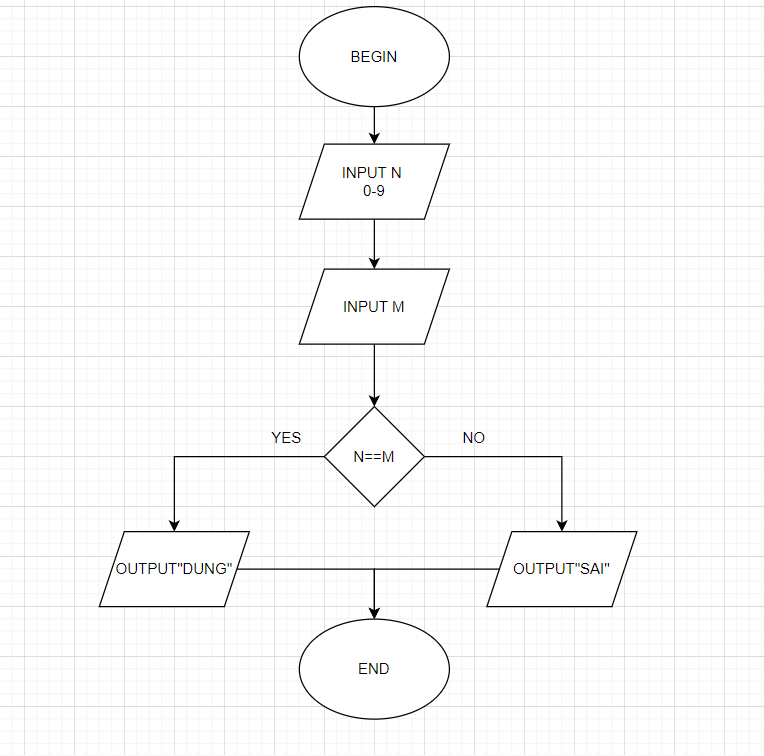 BEGIN
INPUT N
0-9
INPUT M
YES
NO
N==M
OUTPUT"DUNG"
OUTPUT"SAI"
END